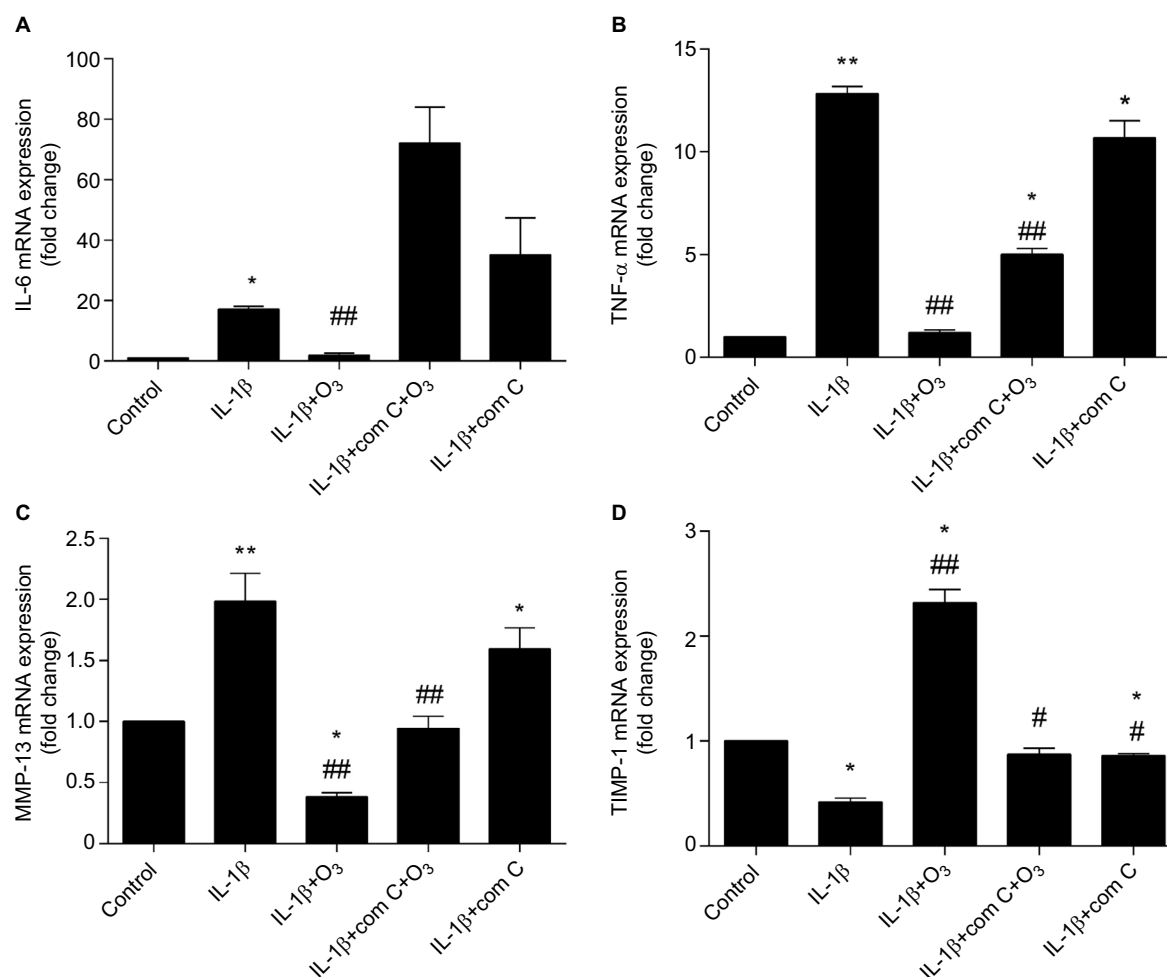 A
IL-6 mRNA expression
(fold change)
100
80
60
40
20
0
*
##
Control
IL-1β
IL-1β+O₃
IL-1β+com C+O₃
IL-1β+com C
B
TNF-α mRNA expression
(fold change)
15
10
5
0
**
##
*
##
*
Control
IL-1β
IL-1β+O₃
IL-1β+com C+O₃
IL-1β+com C
C
MMP-13 mRNA expression
(fold change)
2.5
2.0
1.5
1.0
0.5
0
**
*
##
##
*
Control
IL-1β
IL-1β+O₃
IL-1β+com C+O₃
IL-1β+com C
D
TIMP-1 mRNA expression
(fold change)
3
2
1
0
*
*
##
#
*
#
Control
IL-1β
IL-1β+O₃
IL-1β+com C+O₃
IL-1β+com C